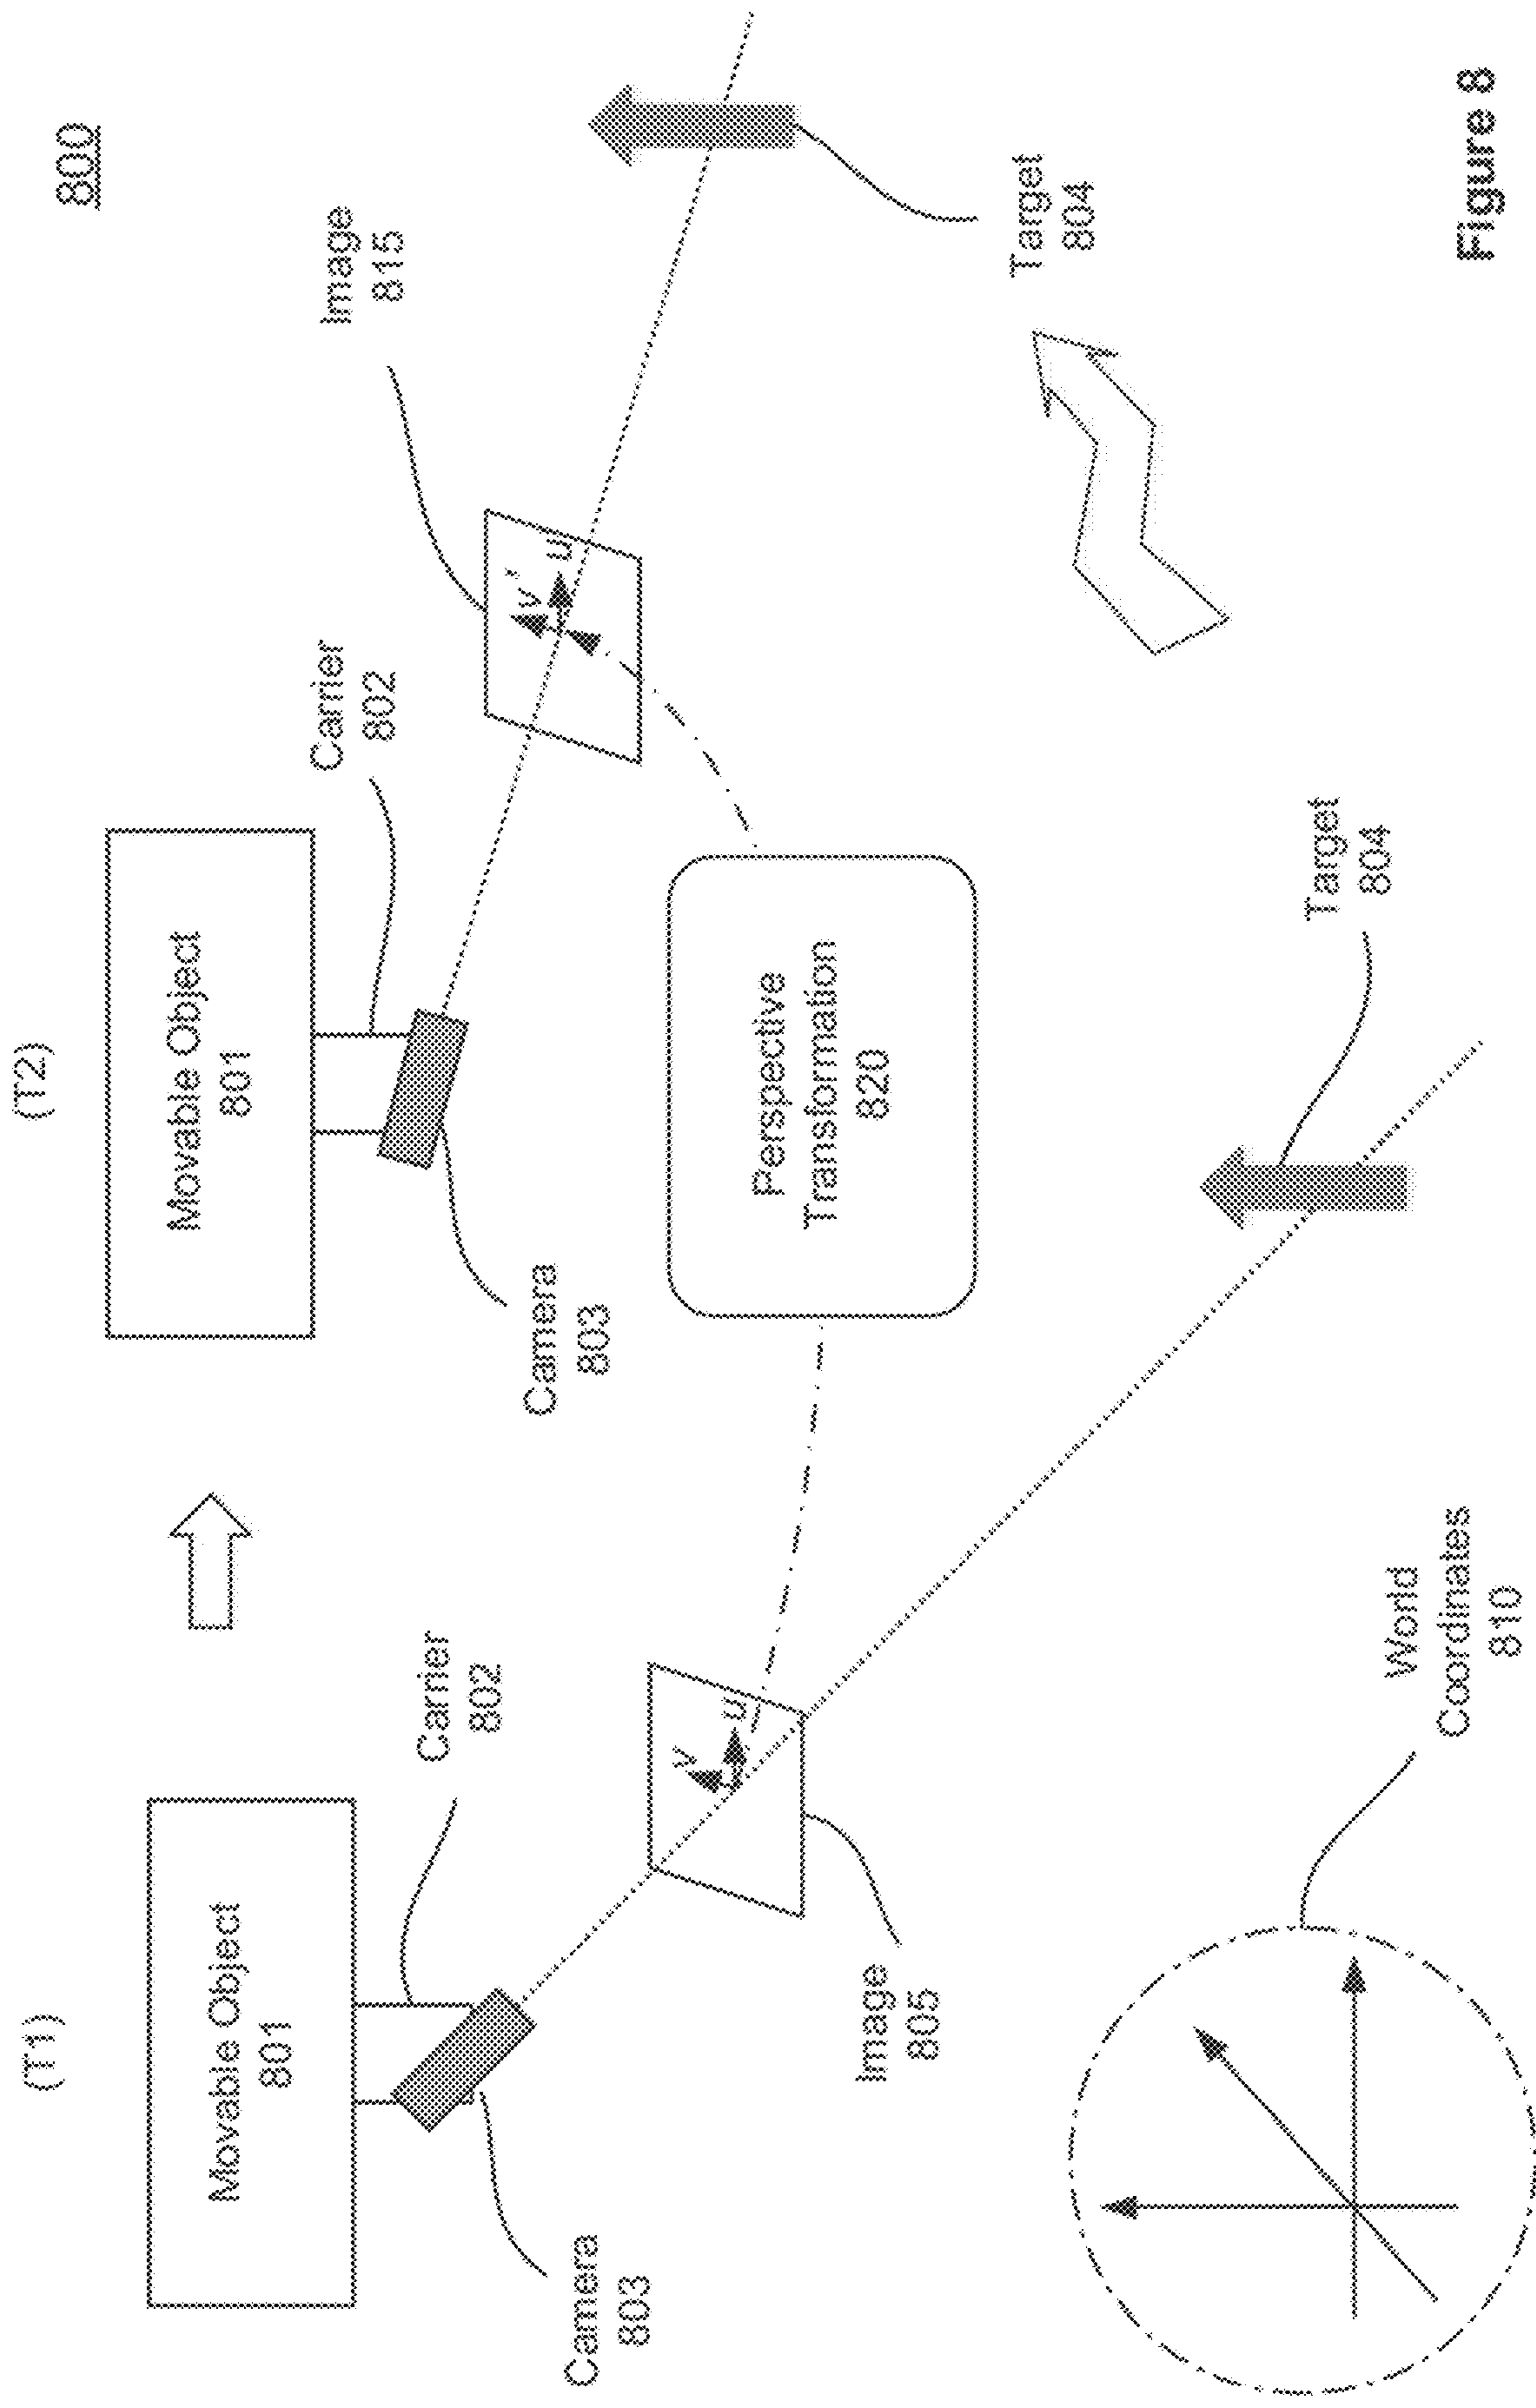 800
(T1)
(T2)
Movable Object
801
Movable Object
801
Carrier
802
Carrier
802
Camera
803
Camera
803
Image
815
v'
u'
v
u
Image
805
Perspective
Transformation
820
Target
804
Target
804
World
Coordinates
810
Figure 8